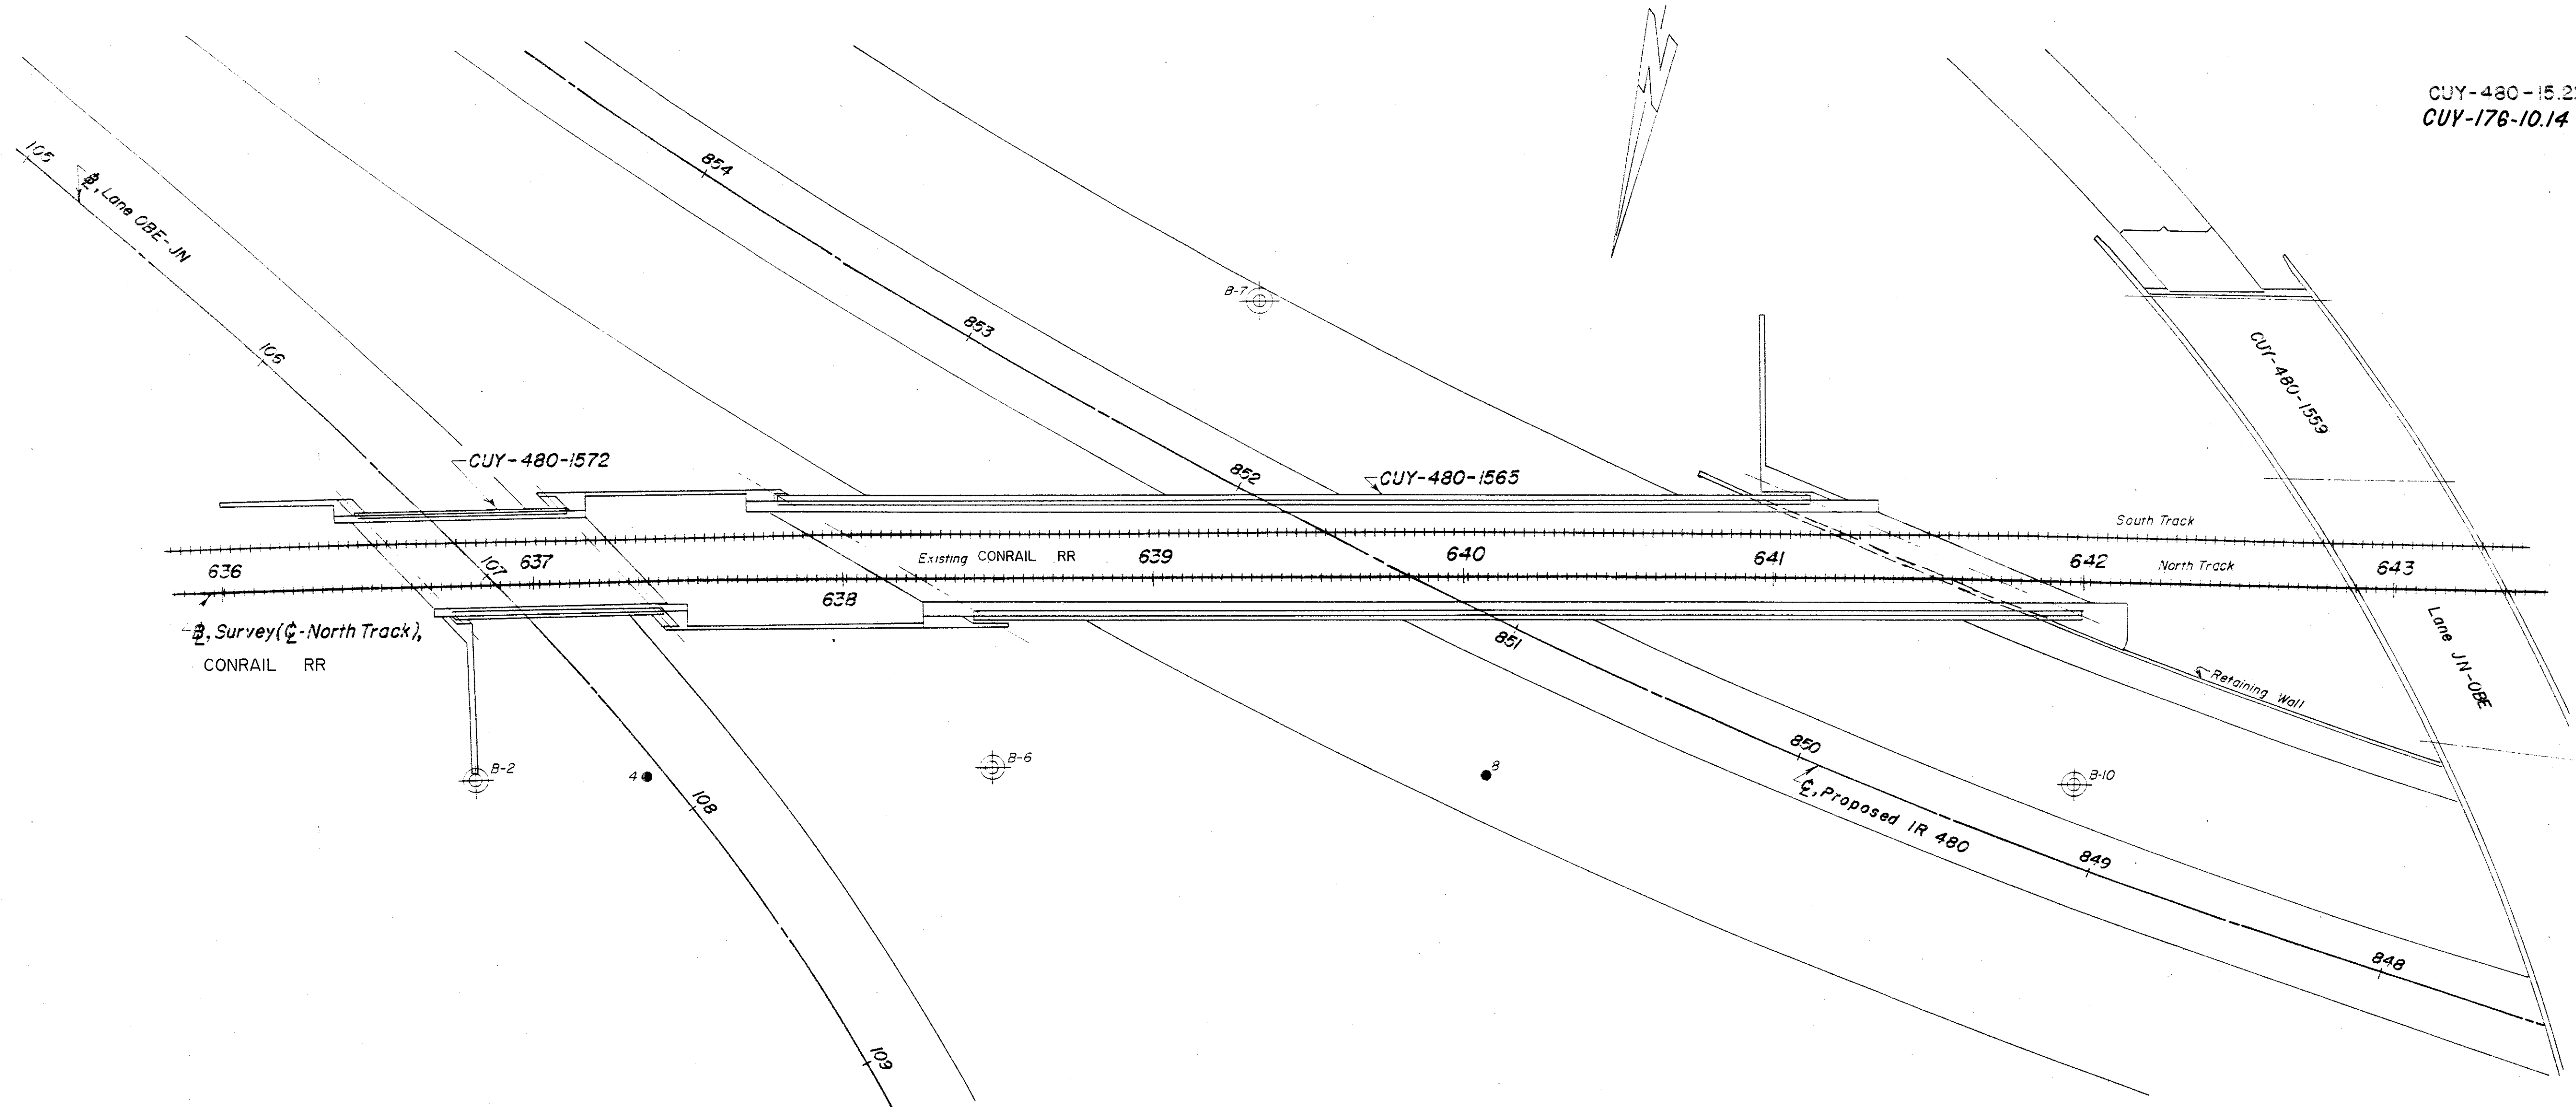 CUY-480-15.2
CUY-176-10.14
105
℄, Lane OBE-JN
854
B-7
853
106
CUY-480-1559
CUY-480-1572
852
CUY-480-1565
South Track
636
107
637
Existing CONRAIL RR
639
640
641
642
North Track
643
638
℄, Survey (℄-North Track),
CONRAIL RR
851
Lane JN-OBE
Retaining Wall
850
B-2
4
B-6
8
B-10
℄, Proposed IR 480
108
849
848
109